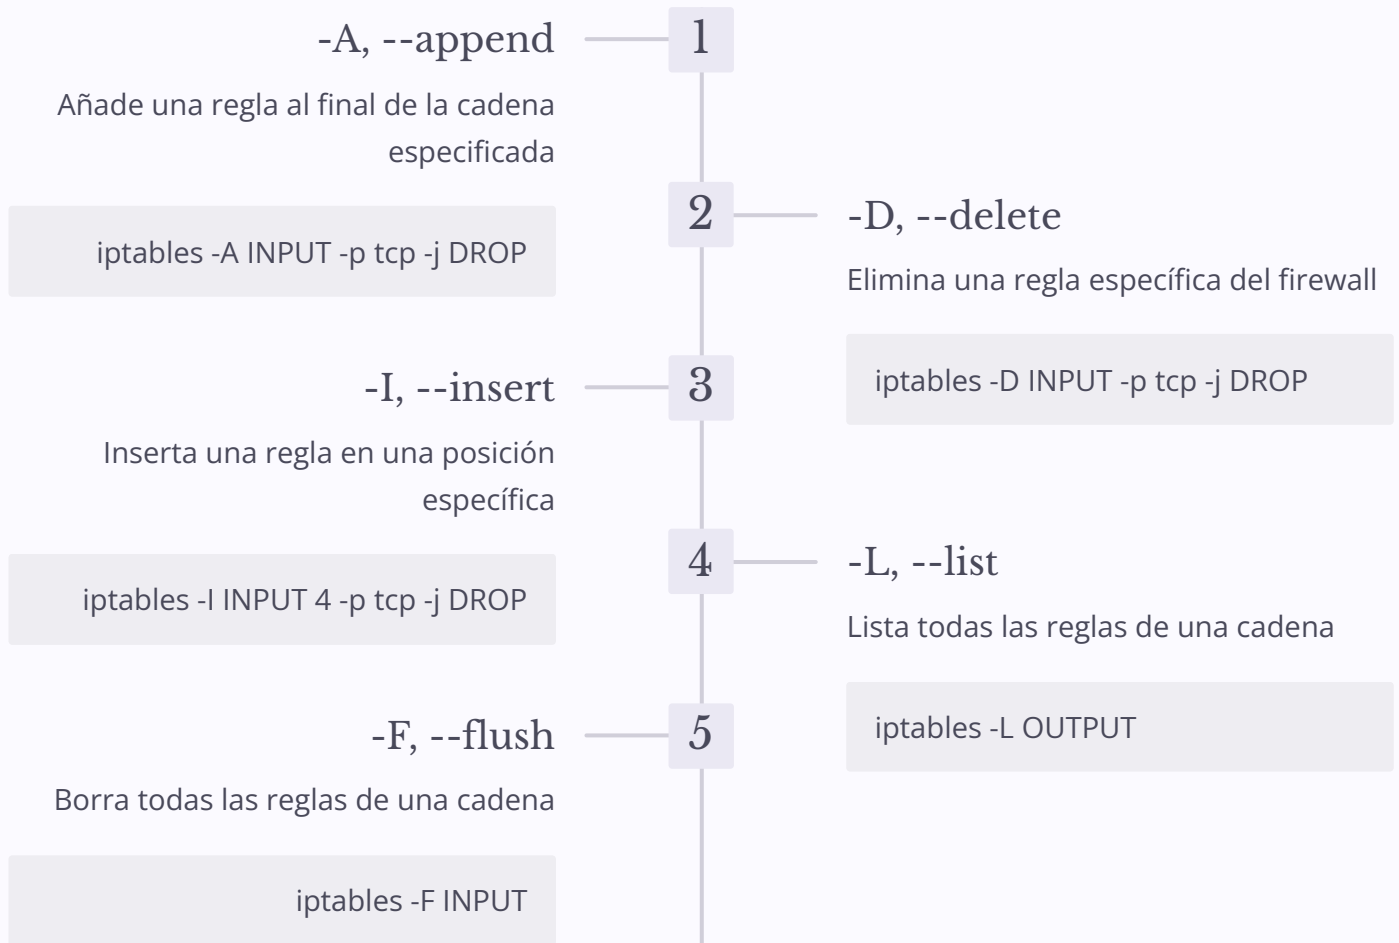 -A, --append
1
Añade una regla al final de la cadena
especificada
iptables -A INPUT -p tcp -j DROP
2
-D, --delete
Elimina una regla específica del firewall
iptables -D INPUT -p tcp -j DROP
-I, --insert
3
Inserta una regla en una posición
específica
iptables -I INPUT 4 -p tcp -j DROP
4
-L, --list
Lista todas las reglas de una cadena
iptables -L OUTPUT
-F, --flush
5
Borra todas las reglas de una cadena
iptables -F INPUT